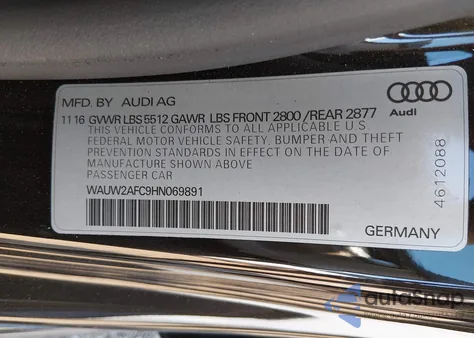 MFD. BY AUDI AG
11 16 GVWR LBS 5512 GAWR LBS FRONT 2800 /REAR 2877
THIS VEHICLE CONFORMS TO ALL APPLICABLE U.S.
FEDERAL MOTOR VEHICLE SAFETY, BUMPER AND THEFT
PREVENTION STANDARDS IN EFFECT ON THE DATE OF
MANUFACTURE SHOWN ABOVE
PASSENGER CAR
WAUW2AFC9HN069891
Audi
4612088
GERMANY
autosnap